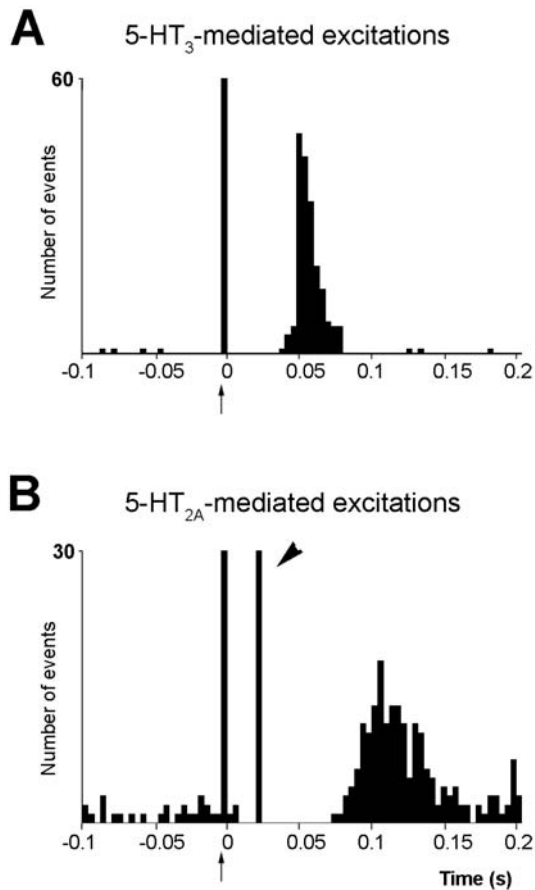 A
5-HT₃-mediated excitations
60
Number of events
-0.1 -0.05 0 0.05 0.1 0.15 0.2
B
5-HT₂A-mediated excitations
30
Number of events
-0.1 -0.05 0 0.05 0.1 0.15 0.2
Time (s)